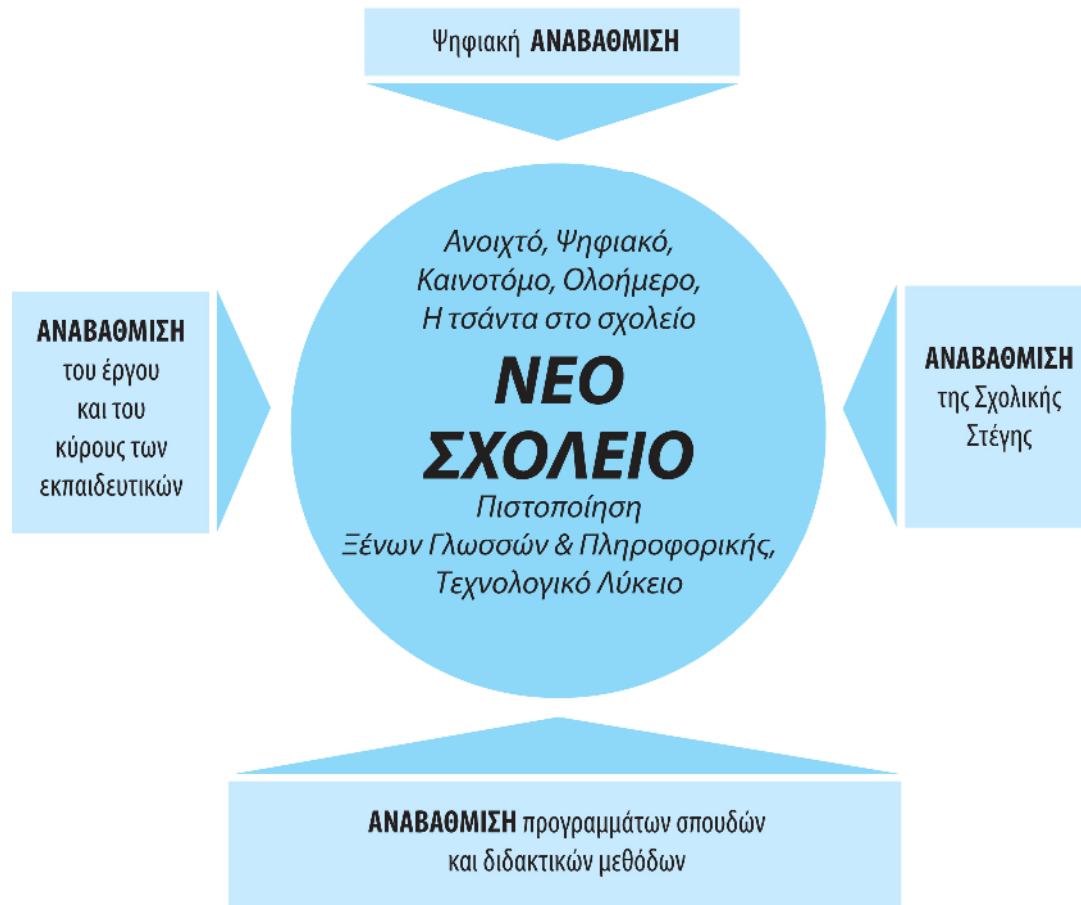 Ψηφιακή ΑΝΑΒΑΘΜΙΣΗ
Ανοιχτό, Ψηφιακό,
Καινοτόμο, Ολοήμερο,
Η τσάντα στο σχολείο
ΝΕΟ
ΣΧΟΛΕΙΟ
Πιστοποίηση
Ξένων Γλωσσών & Πληροφορικής,
Τεχνολογικό Λύκειο
ΑΝΑΒΑΘΜΙΣΗ
του έργου
και του
κύρους των
εκπαιδευτικών
ΑΝΑΒΑΘΜΙΣΗ
της Σχολικής
Στέγης
ΑΝΑΒΑΘΜΙΣΗ προγραμμάτων σπουδών
και διδακτικών μεθόδων